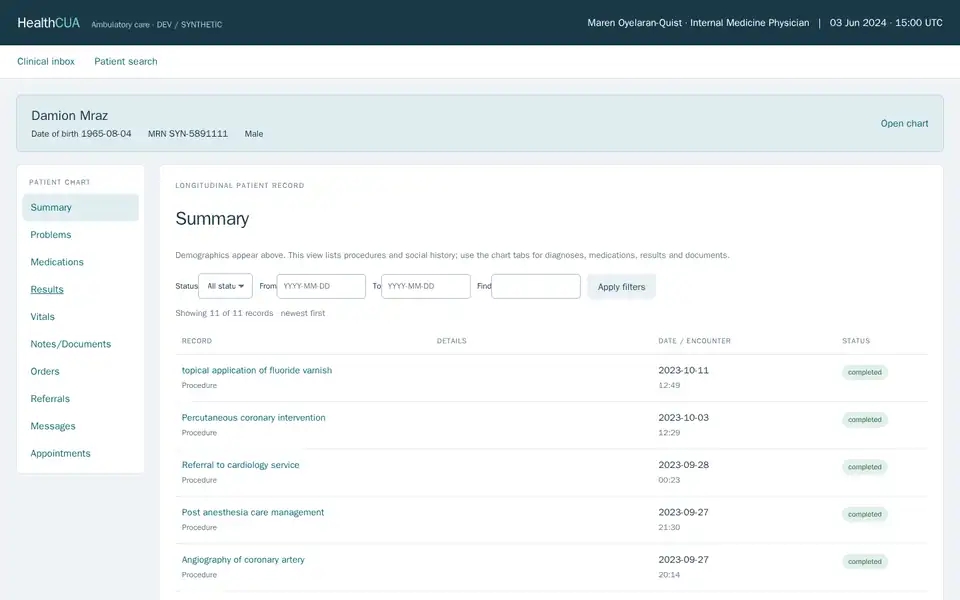 HealthCUA Ambulatory care · DEV / SYNTHETIC Maren Oyelaran-Quist · Internal Medicine Physician | 03 Jun 2024 · 15:00 UTC
Clinical inbox Patient search
Damion Mraz
Date of birth 1965-08-04 MRN SYN-5891111 Male
Open chart
PATIENT CHART
Summary
Problems
Medications
Results
Vitals
Notes/Documents
Orders
Referrals
Messages
Appointments
LONGITUDINAL PATIENT RECORD
Summary
Demographics appear above. This view lists procedures and social history; use the chart tabs for diagnoses, medications, results and documents.
Status All statu From YYYY-MM-DD To YYYY-MM-DD Find Apply filters
Showing 11 of 11 records · newest first
RECORD DETAILS DATE / ENCOUNTER STATUS
topical application of fluoride varnish 2023-10-11 completed
Procedure 12:49
Percutaneous coronary intervention 2023-10-03 completed
Procedure 12:29
Referral to cardiology service 2023-09-28 completed
Procedure 00:23
Post anesthesia care management 2023-09-27 completed
Procedure 21:30
Angiography of coronary artery 2023-09-27 completed
Procedure 20:14